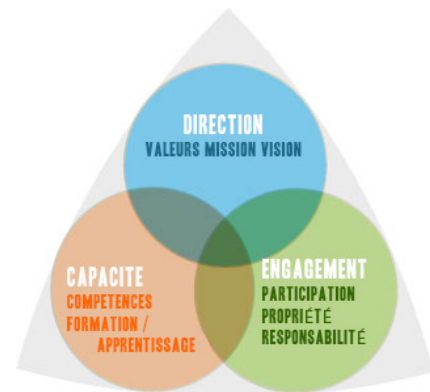 DIRECTION
VALEURS MISSION VISION
CAPACITE
COMPETENCES
FORMATION /
APPRENTISSAGE
ENGAGEMENT
PARTICIPATION
PROPRIÉTÉ
RESPONSABILITÉ